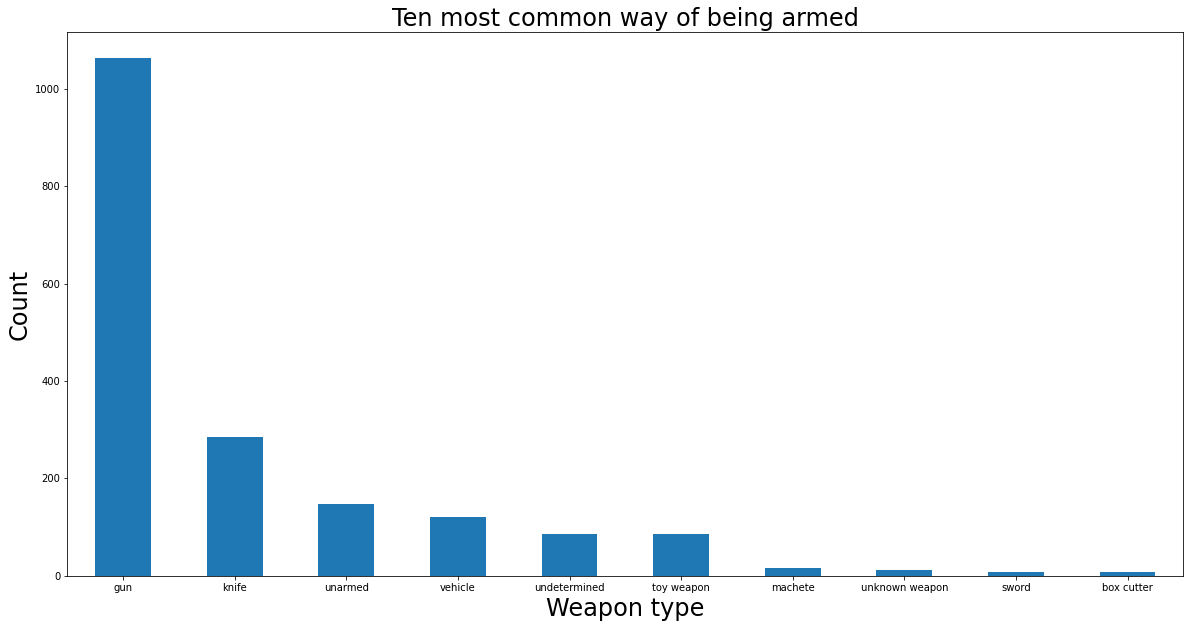 Ten most common way of being armed
Count
1000
800
600
400
200
0
gun knife unarmed vehicle undetermined toy weapon machete unknown weapon sword box cutter
Weapon type